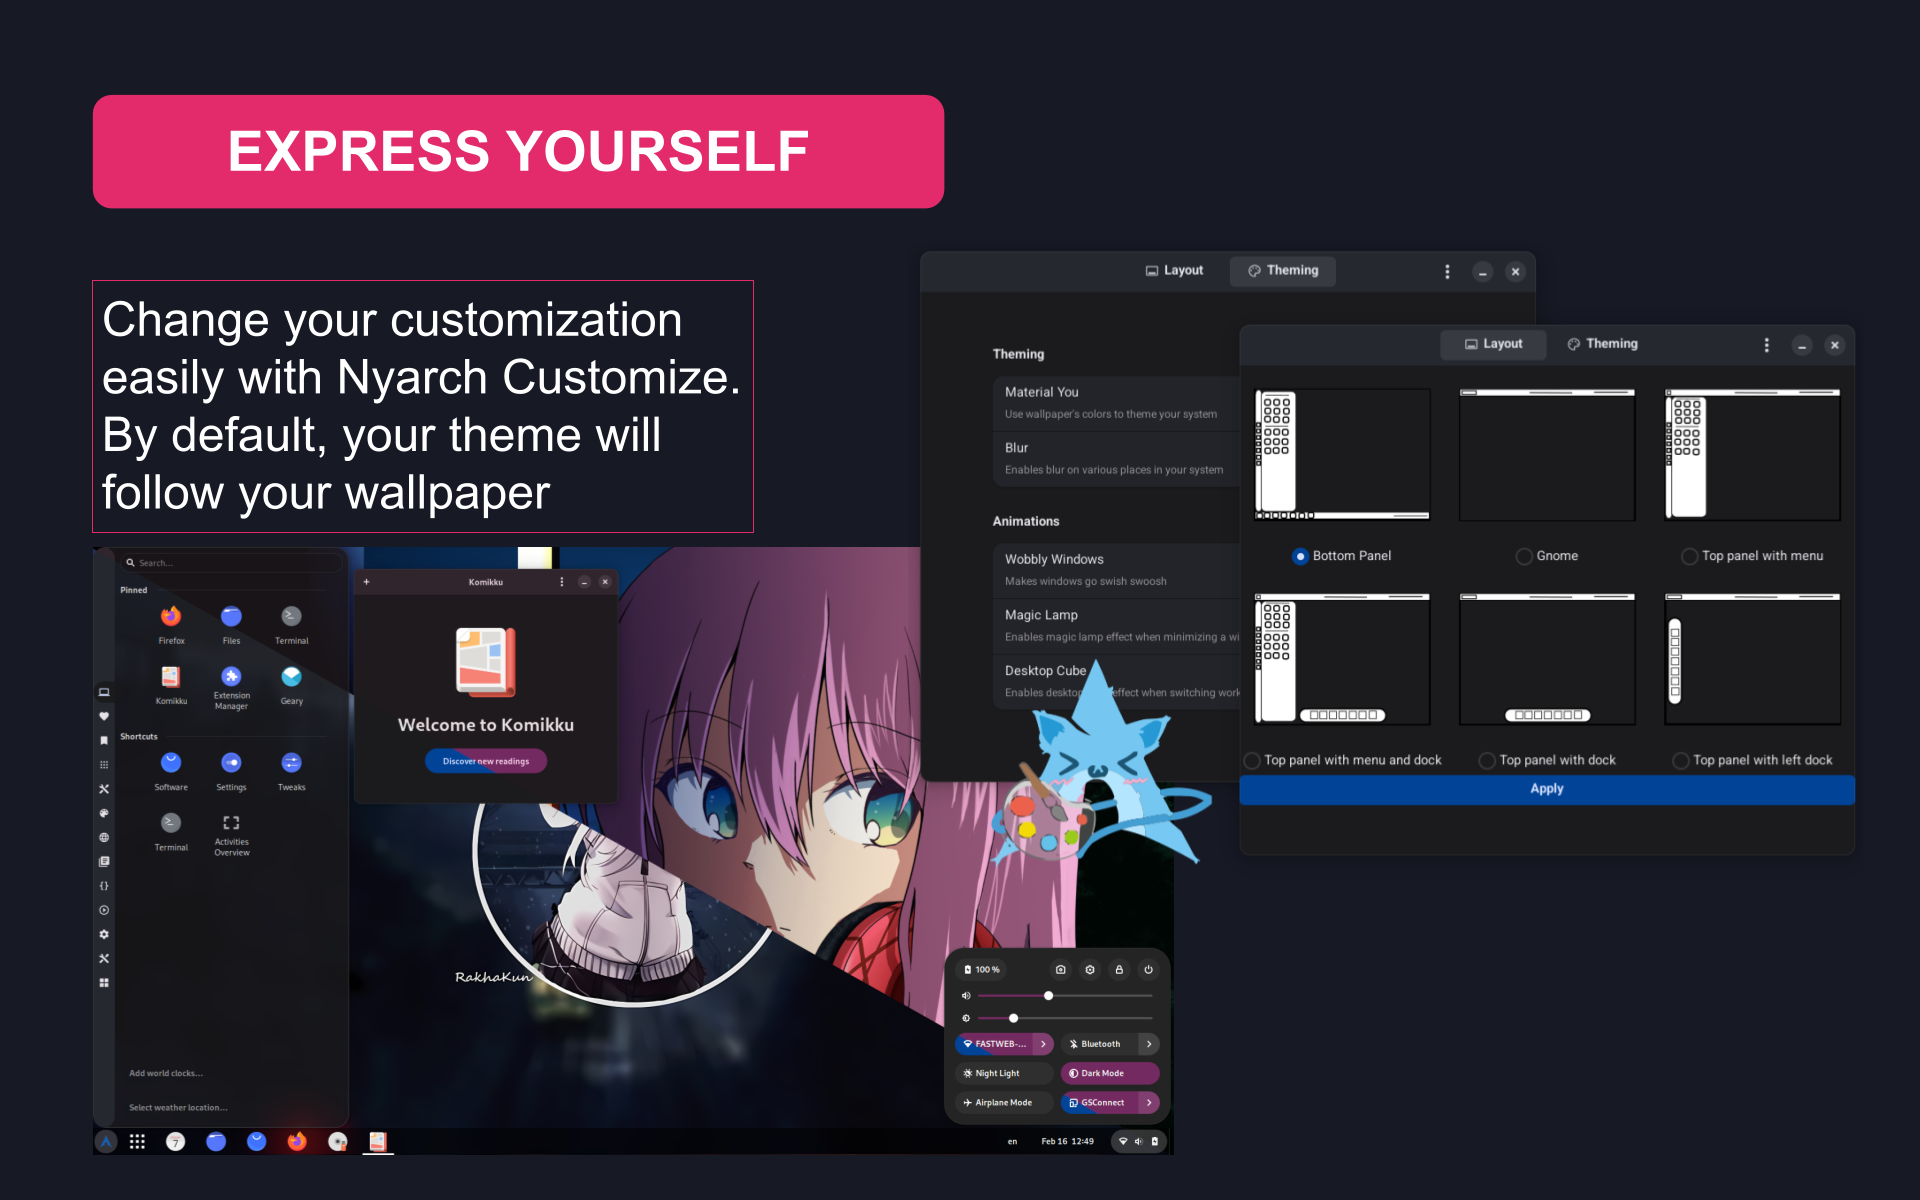 EXPRESS YOURSELF
Change your customization
easily with Nyarch Customize.
By default, your theme will
follow your wallpaper
Layout
Theming
Theming
Material You
Use wallpaper's colors to theme your system
Blur
Enables blur on various places in your system
Animations
Wobbly Windows
Makes windows go swish swoosh
Magic Lamp
Enables magic lamp effect when minimizing a wi
Desktop Cube
Enables desktop effect when switching work
Layout
Theming
Bottom Panel
Gnome
Top panel with menu
Top panel with menu and dock
Top panel with dock
Top panel with left dock
Apply
Search...
Pinned
Firefox
Files
Terminal
Komikku
Extension
Manager
Geary
Shortcuts
Software
Settings
Tweaks
Terminal
Activities
Overview
Add world clocks...
Select weather location...
Komikku
Welcome to Komikku
Discover new readings
RakhaKun
100 %
FASTWEB-...
Bluetooth
Night Light
Dark Mode
Airplane Mode
GSConnect
7
en
Feb 16 12:49